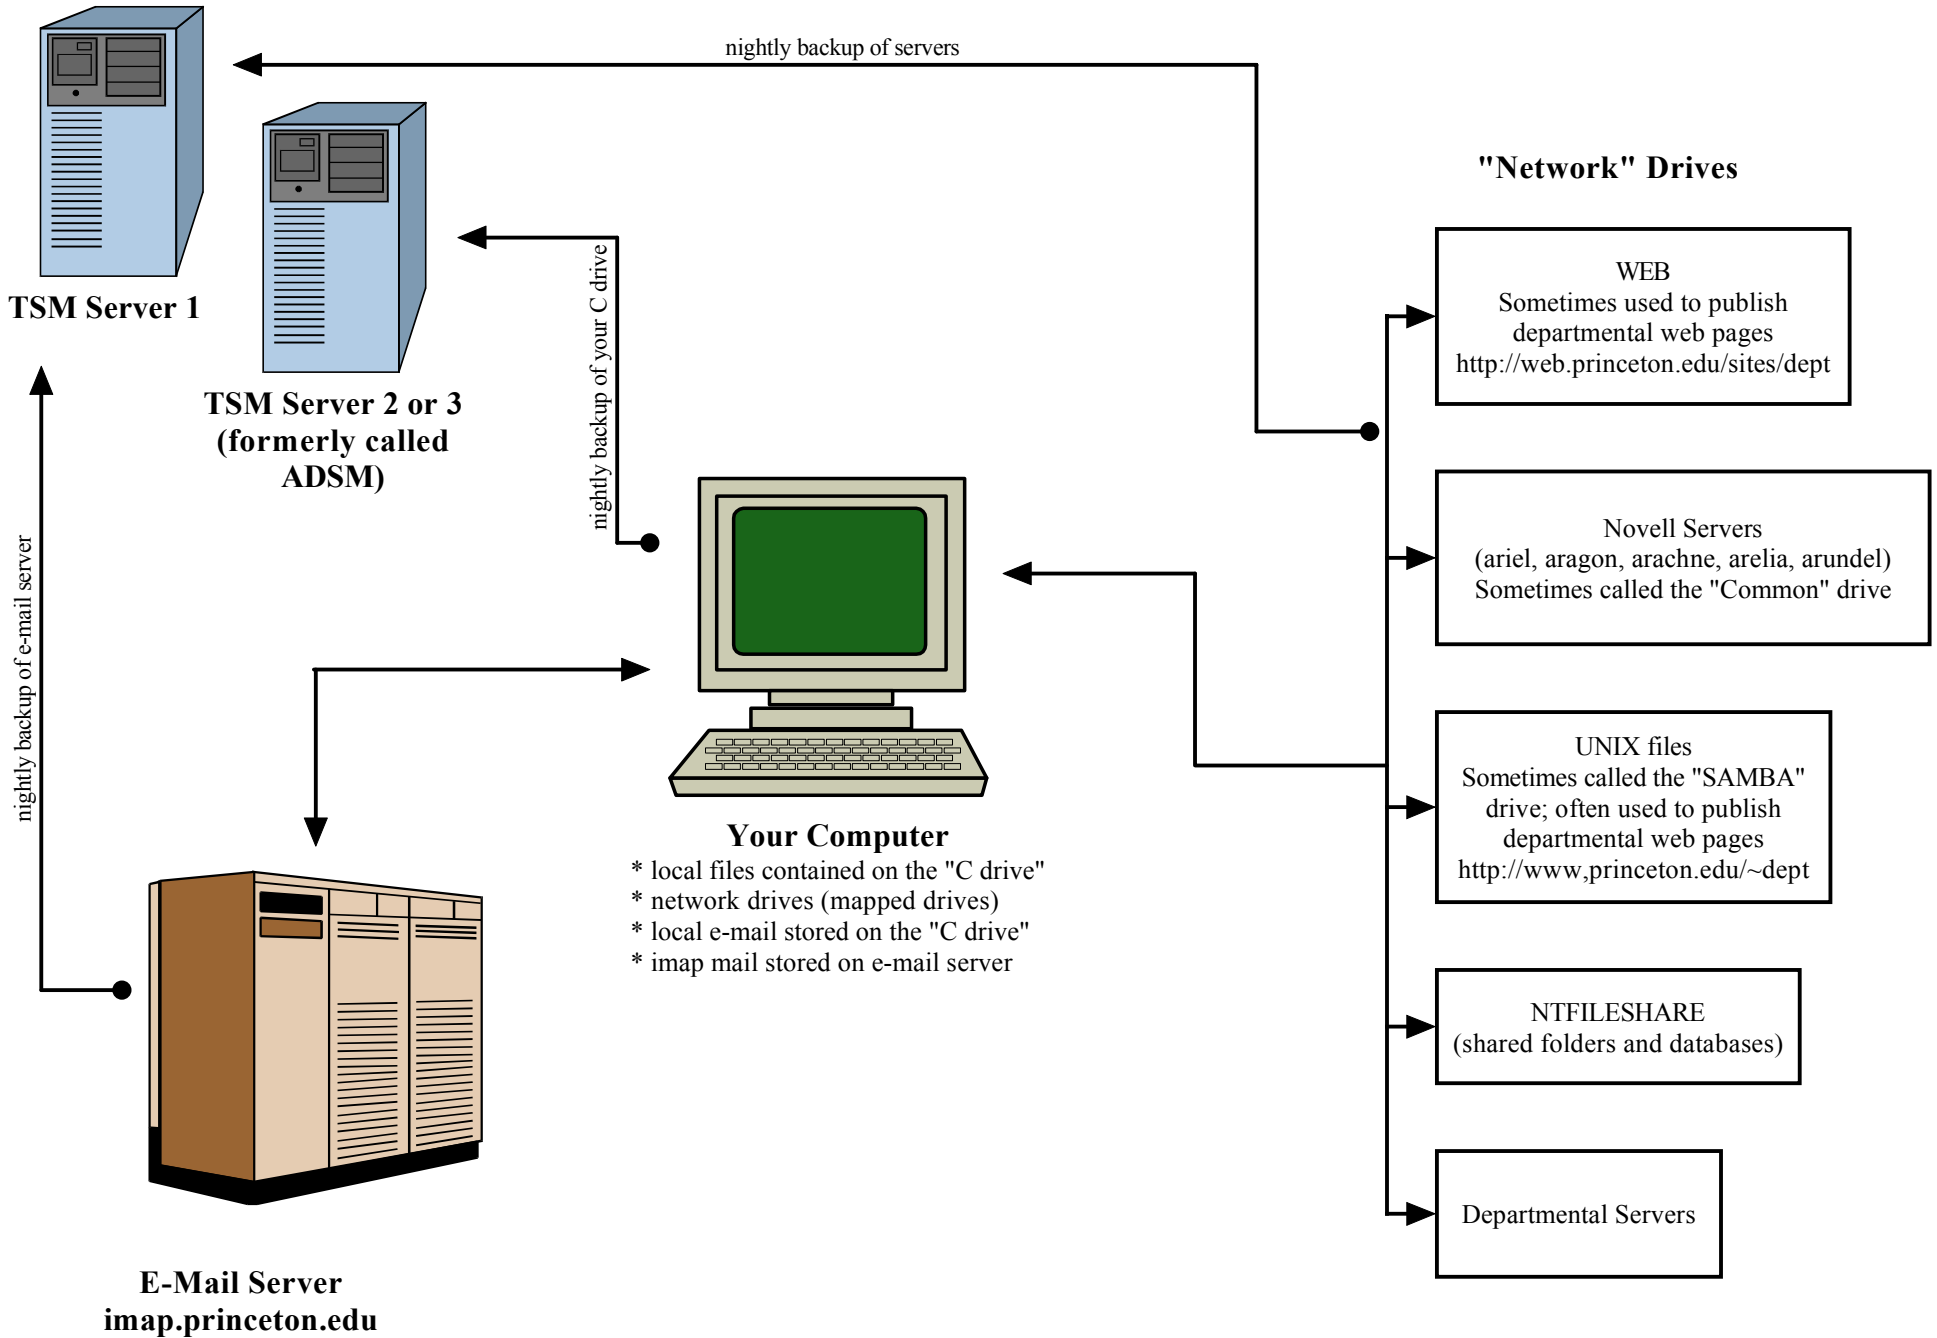 nightly backup of servers
"Network" Drives
TSM Server 1
nightly backup of your C drive
WEB
Sometimes used to publish
departmental web pages
http://web.princeton.edu/sites/dept
TSM Server 2 or 3
(formerly called
ADSM)
Novell Servers
(ariel, aragon, arachne, arelia, arundel)
Sometimes called the "Common" drive
nightly backup of e-mail server
UNIX files
Sometimes called the "SAMBA"
drive; often used to publish
departmental web pages
http://www,princeton.edu/~dept
Your Computer
* local files contained on the "C drive"
* network drives (mapped drives)
* local e-mail stored on the "C drive"
* imap mail stored on e-mail server
NTFILESHARE
(shared folders and databases)
Departmental Servers
E-Mail Server
imap.princeton.edu